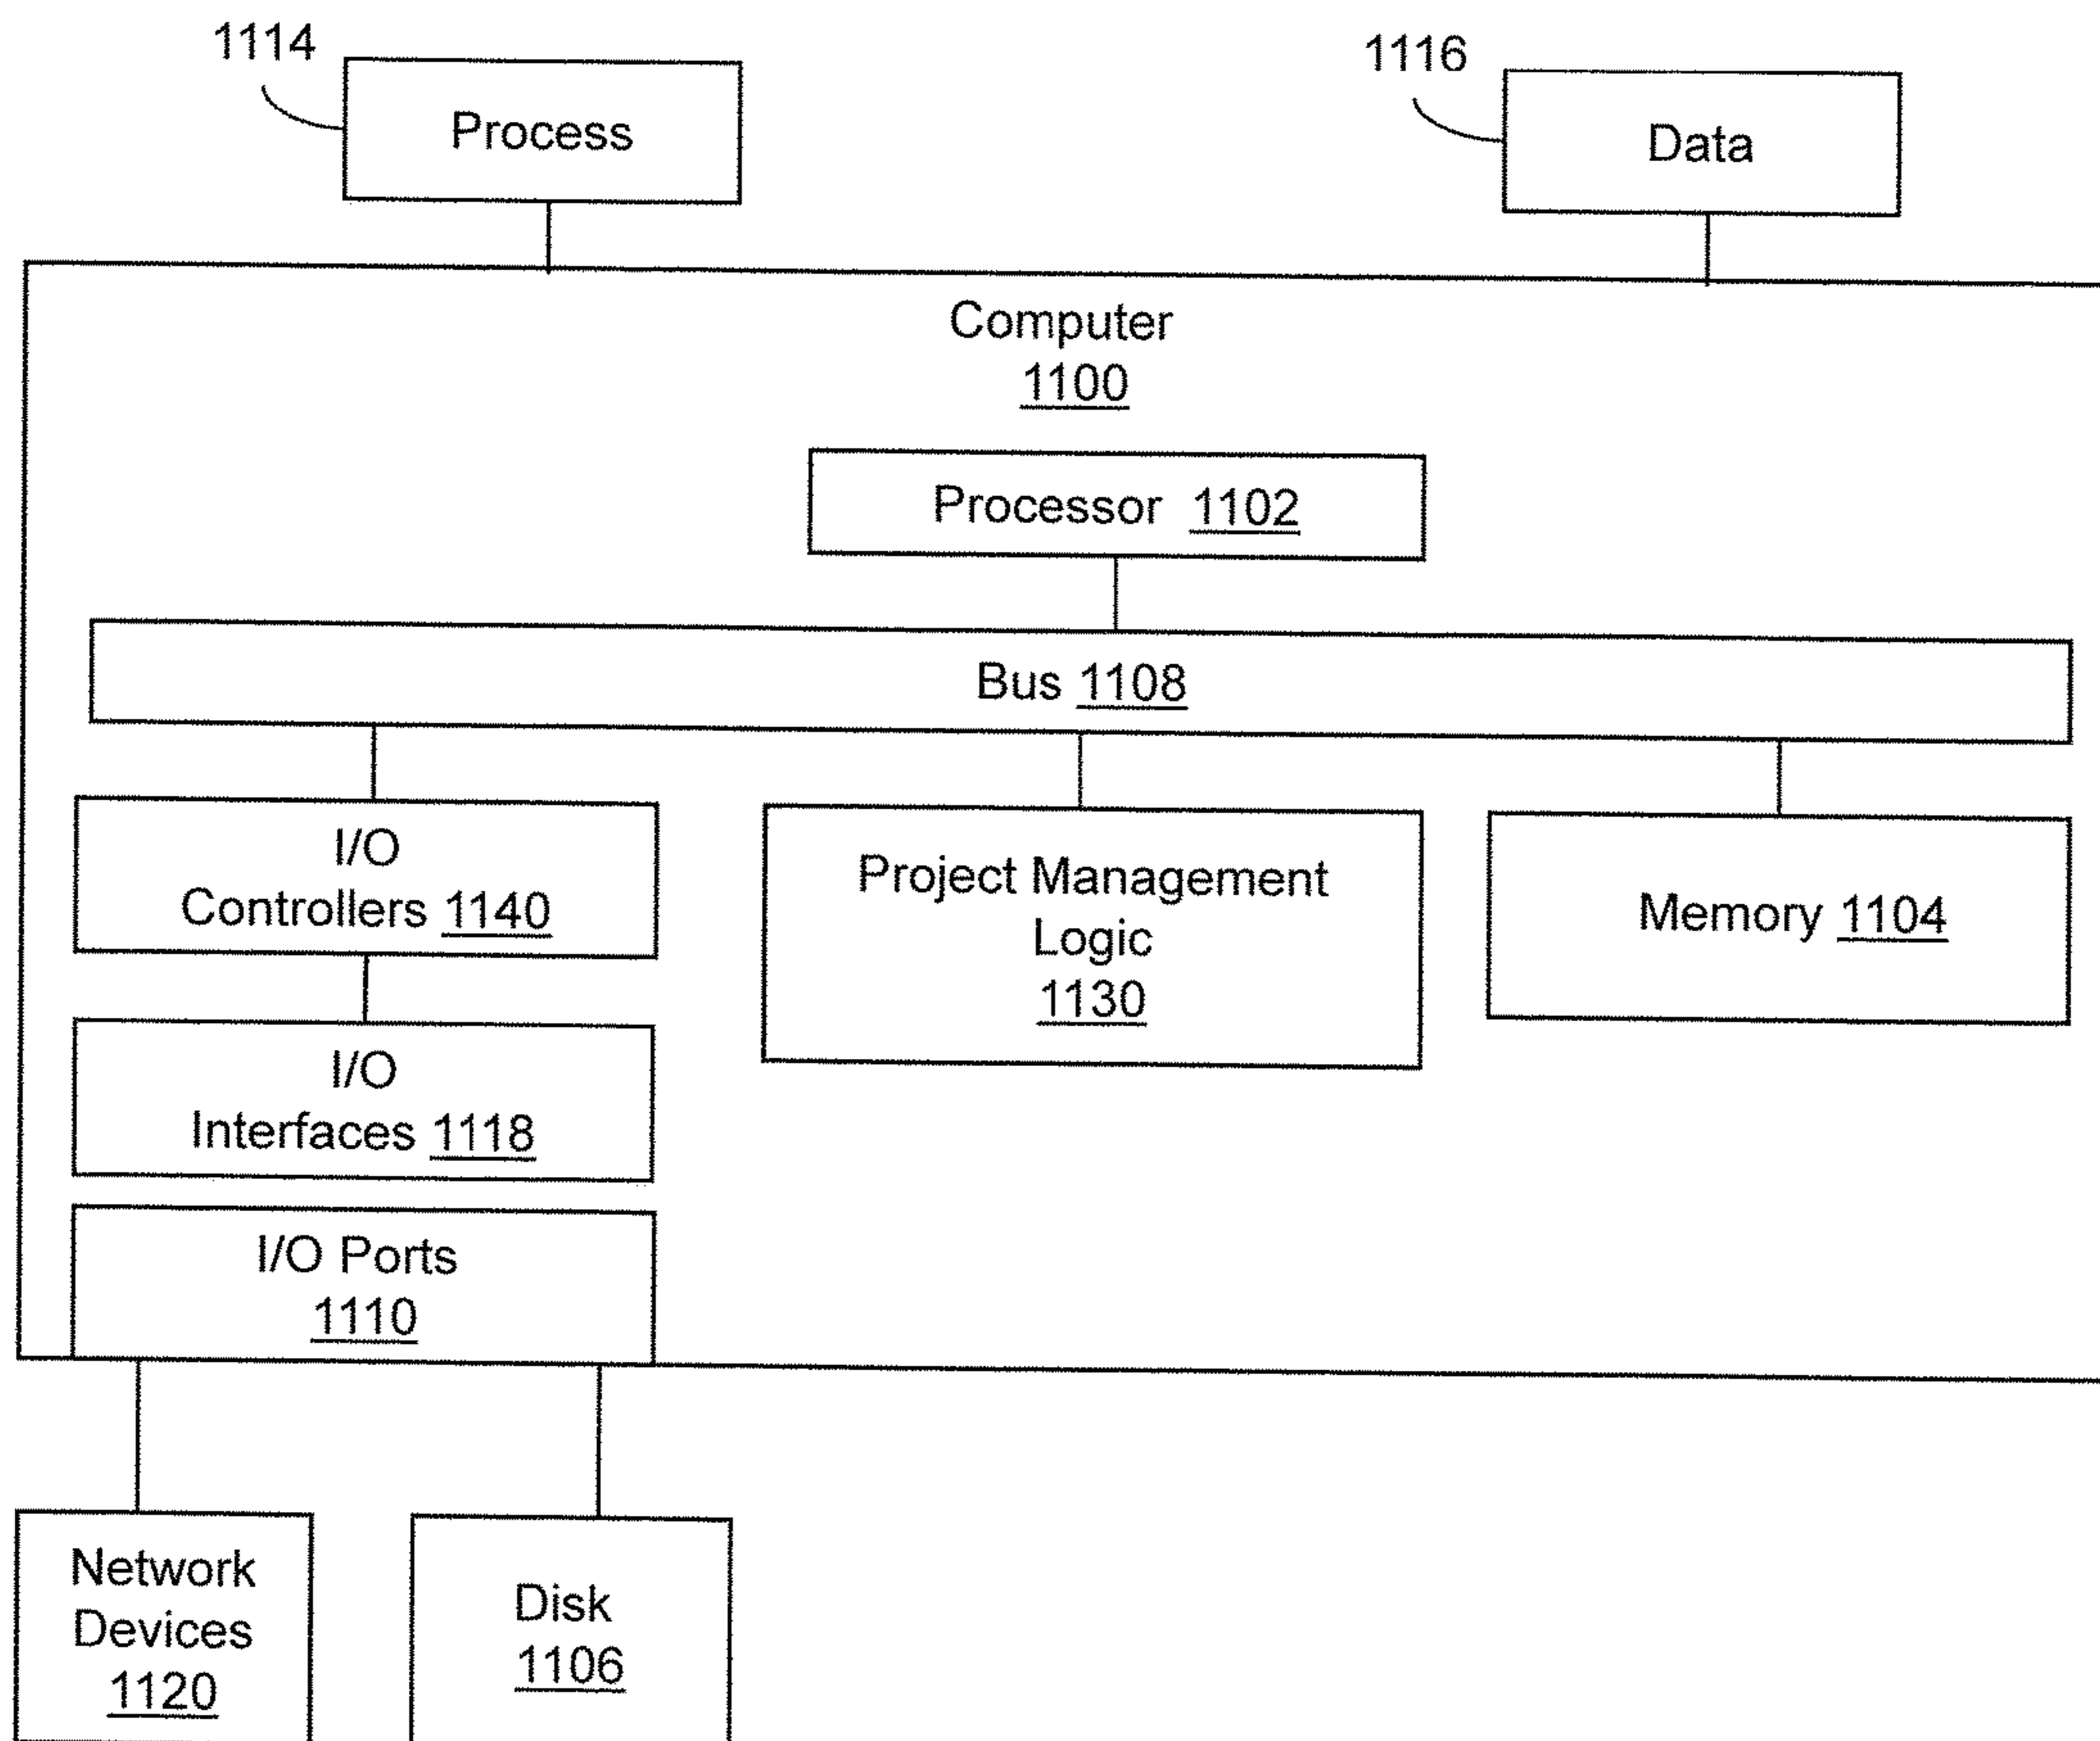 1114
Process
1116
Data
Computer
1100
Processor 1102
Bus 1108
I/O
Controllers 1140
Project Management
Logic
1130
Memory 1104
I/O
Interfaces 1118
I/O Ports
1110
Network
Devices
1120
Disk
1106